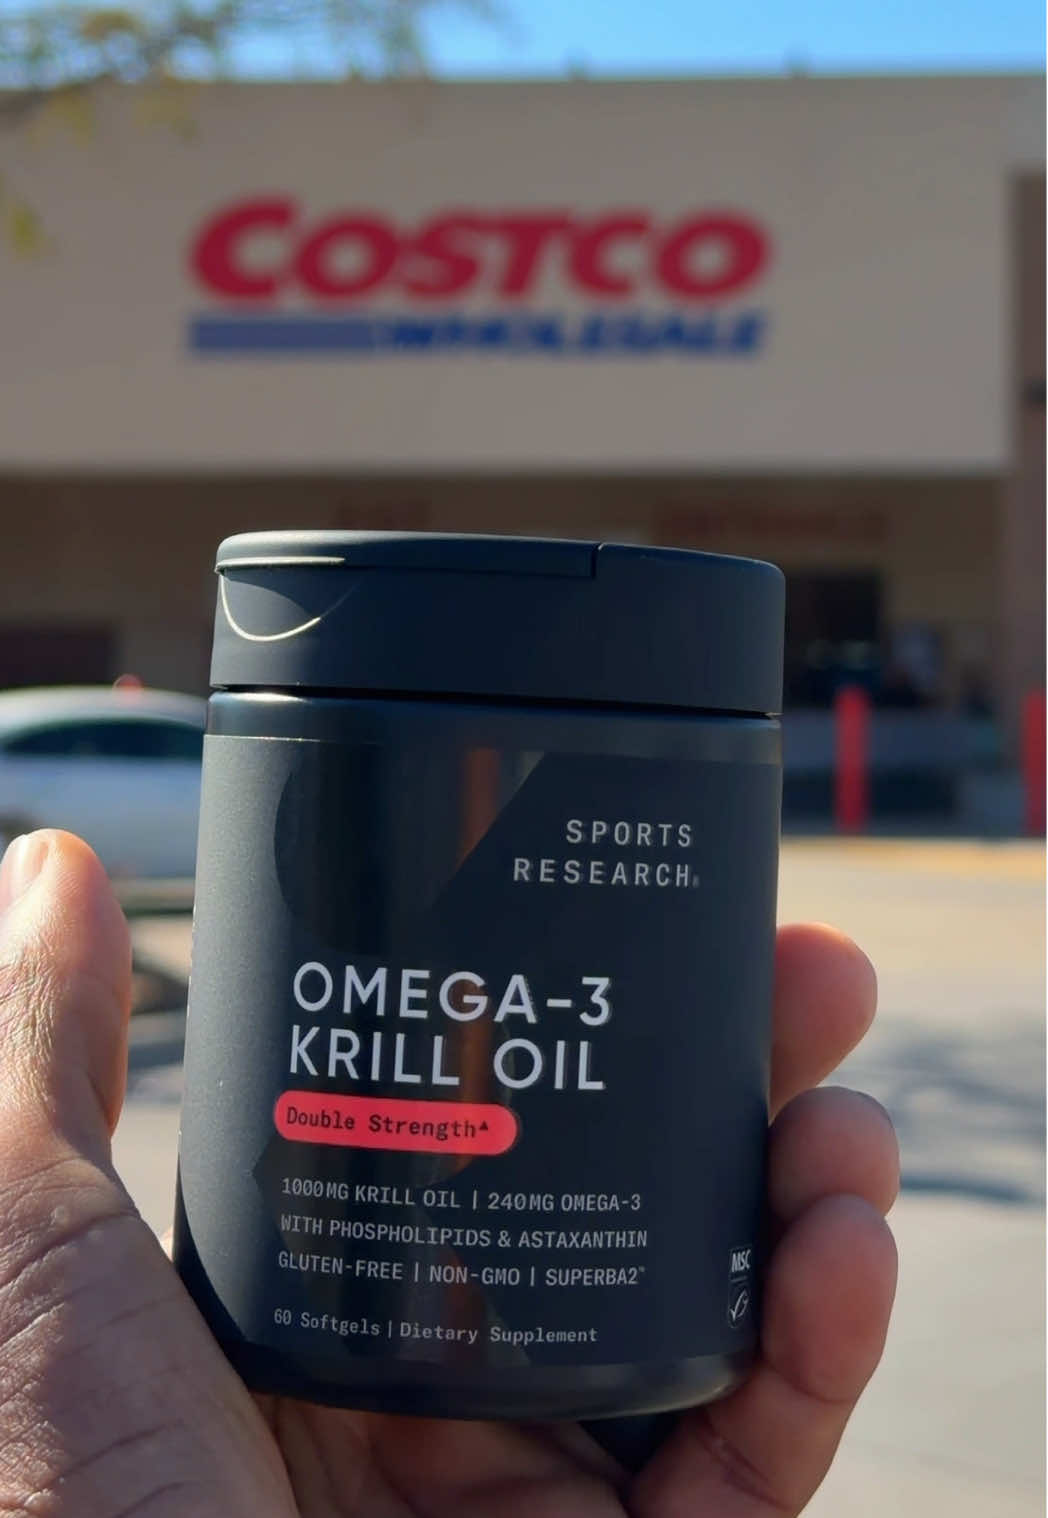 COSTCO
WHOLESALE
SPORTS
RESEARCH®
OMEGA-3
KRILL OIL
Double Strength▲
1000MG KRILL OIL | 240MG OMEGA-3
WITH PHOSPHOLIPIDS & ASTAXANTHIN
GLUTEN-FREE | NON-GMO | SUPERBA2™
60 Softgels | Dietary Supplement
MSC